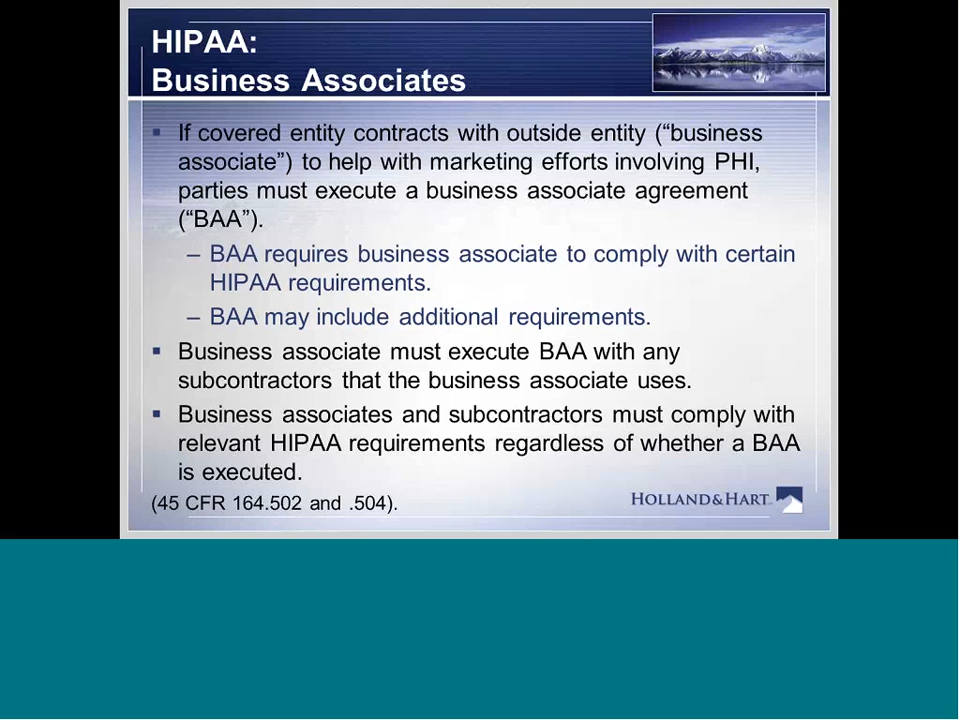 HIPAA:
Business Associates
▪ If covered entity contracts with outside entity (“business
associate”) to help with marketing efforts involving PHI,
parties must execute a business associate agreement
(“BAA”).
– BAA requires business associate to comply with certain
HIPAA requirements.
– BAA may include additional requirements.
▪ Business associate must execute BAA with any
subcontractors that the business associate uses.
▪ Business associates and subcontractors must comply with
relevant HIPAA requirements regardless of whether a BAA
is executed.
(45 CFR 164.502 and .504).
HOLLAND&HART